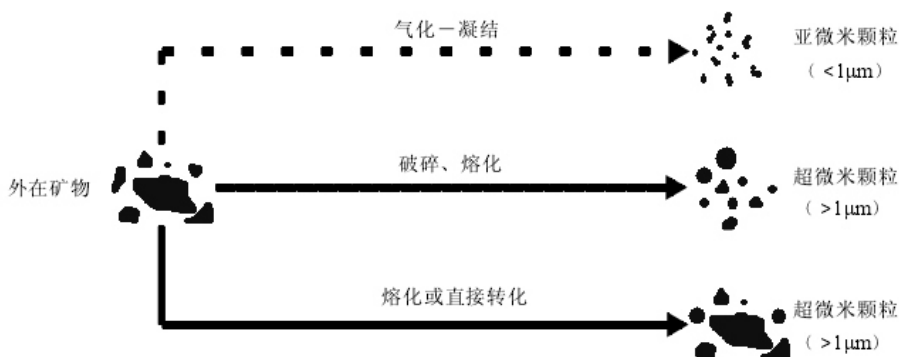 气化－凝结
亚微米颗粒
（ <1μm）
外在矿物
破碎、熔化
超微米颗粒
（ >1μm）
熔化或直接转化
超微米颗粒
（ >1μm）